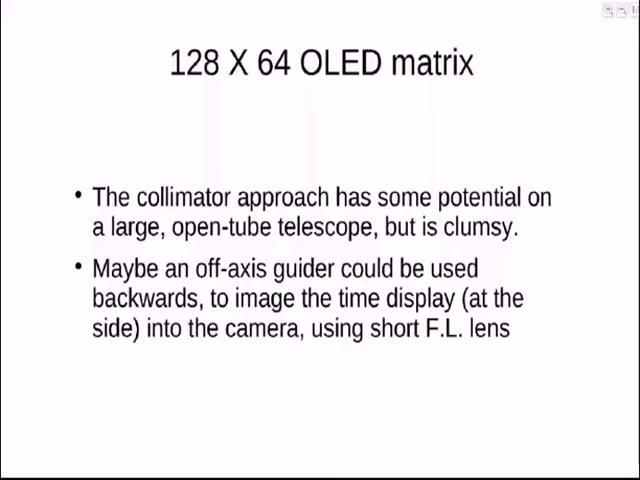 128 X 64 OLED matrix
• The collimator approach has some potential on
a large, open-tube telescope, but is clumsy.
• Maybe an off-axis guider could be used
backwards, to image the time display (at the
side) into the camera, using short F.L. lens